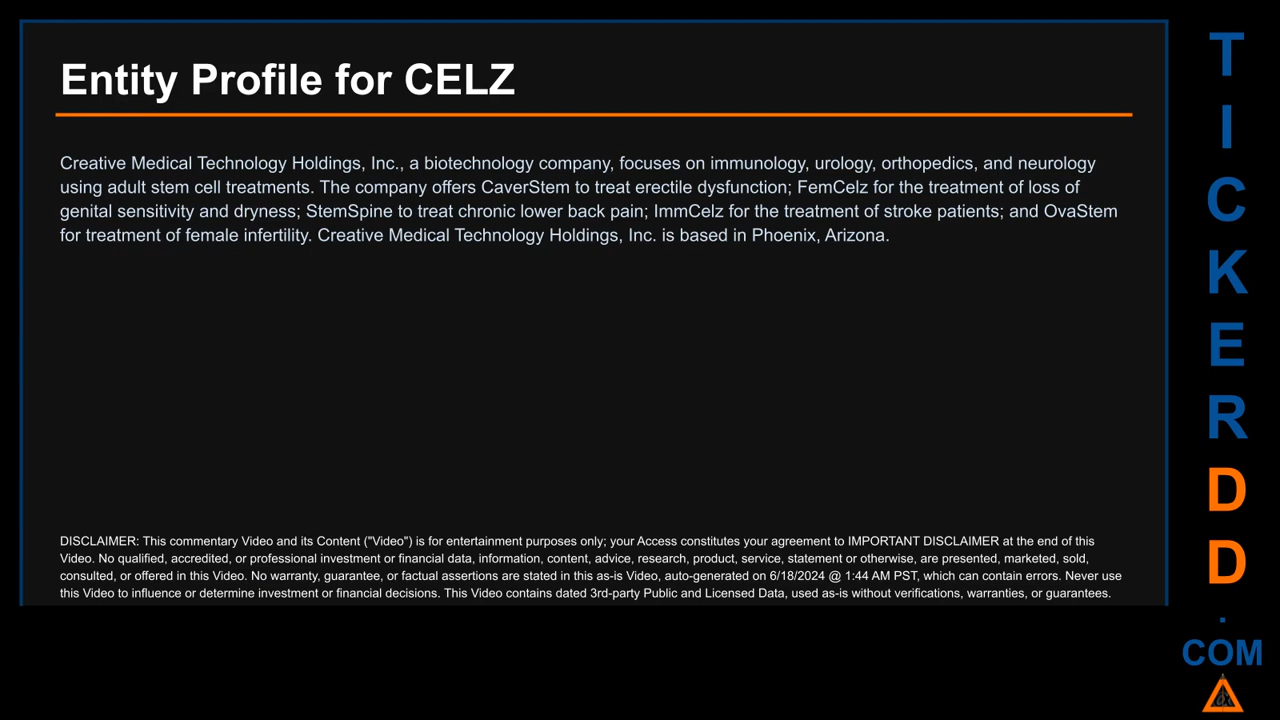 Entity Profile for CELZ
Creative Medical Technology Holdings, Inc., a biotechnology company, focuses on immunology, urology, orthopedics, and neurology
using adult stem cell treatments. The company offers CaverStem to treat erectile dysfunction; FemCelz for the treatment of loss of
genital sensitivity and dryness; StemSpine to treat chronic lower back pain; ImmCelz for the treatment of stroke patients; and OvaStem
for treatment of female infertility. Creative Medical Technology Holdings, Inc. is based in Phoenix, Arizona.
DISCLAIMER: This commentary Video and its Content ("Video") is for entertainment purposes only; your Access constitutes your agreement to IMPORTANT DISCLAIMER at the end of this
Video. No qualified, accredited, or professional investment or financial data, information, content, advice, research, product, service, statement or otherwise, are presented, marketed, sold,
consulted, or offered in this Video. No warranty, guarantee, or factual assertions are stated in this as-is Video, auto-generated on 6/18/2024 @ 1:44 AM PST, which can contain errors. Never use
this Video to influence or determine investment or financial decisions. This Video contains dated 3rd-party Public and Licensed Data, used as-is without verifications, warranties, or guarantees.
T
I
C
K
E
R
D
D
.
COM